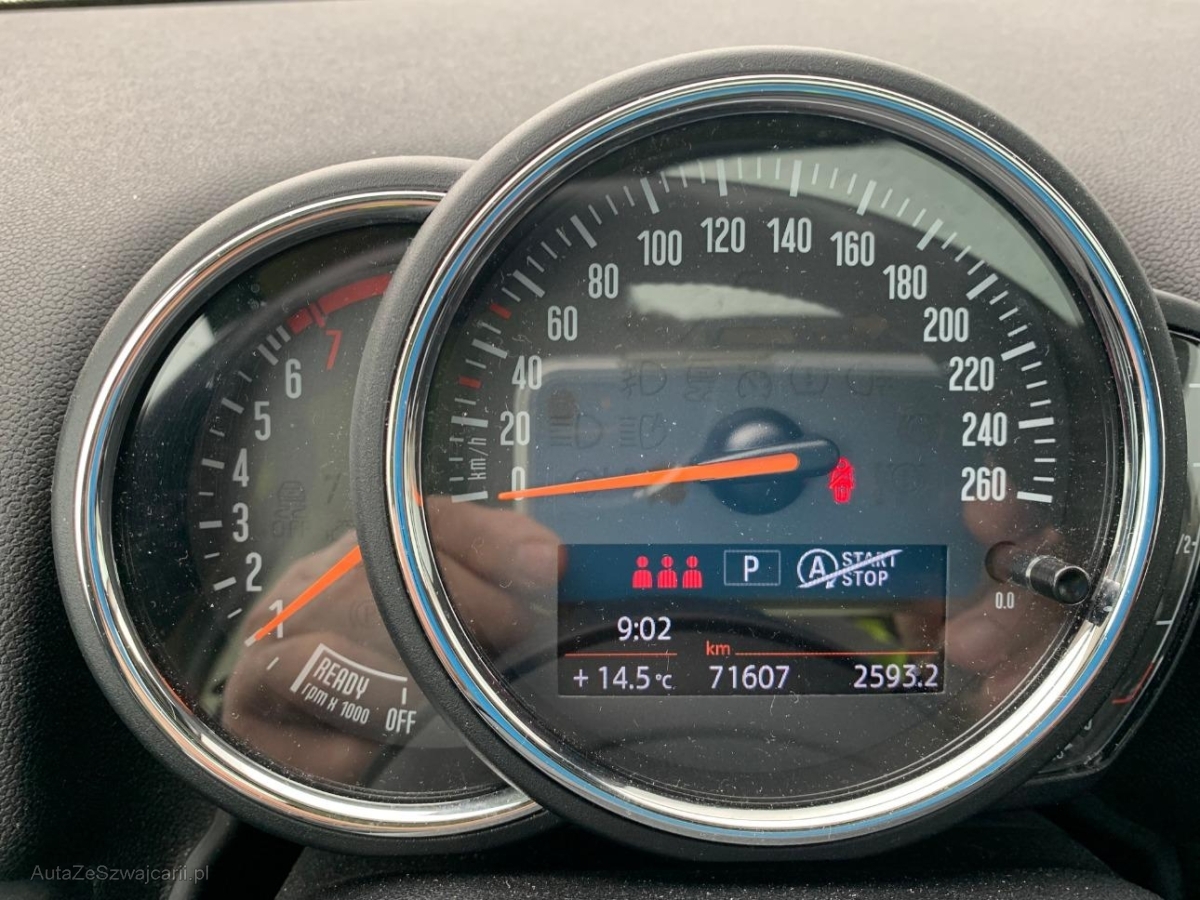 0
20
40
60
80
100
120
140
160
180
200
220
240
260
km/h
1
2
3
4
5
6
7
READY
OFF
rpm x 1000
P
A START
STOP
9:02
km
+ 14.5°C 71607 2593.2
0.0
AutaZeSzwajcarii.pl